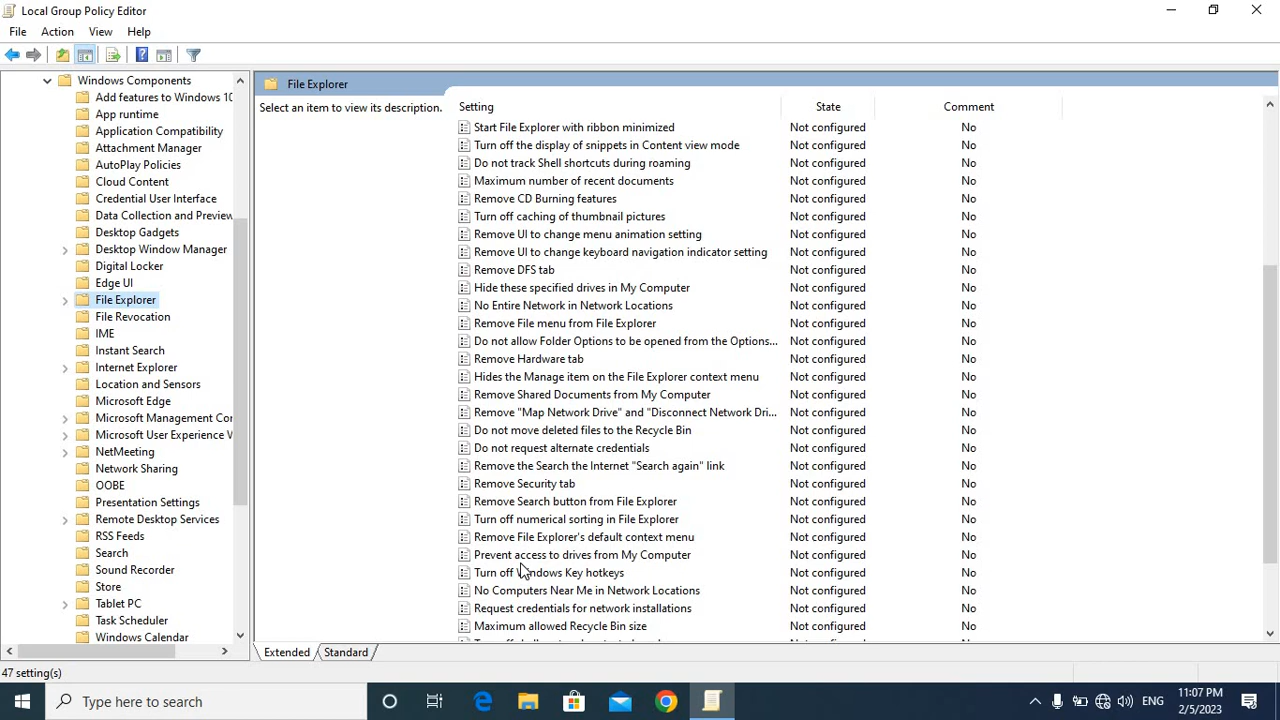 Local Group Policy Editor
File Action View Help
Windows Components
Add features to Windows 10
App runtime
Application Compatibility
Attachment Manager
AutoPlay Policies
Cloud Content
Credential User Interface
Data Collection and Preview
Desktop Gadgets
Desktop Window Manager
Digital Locker
Edge UI
File Explorer
File Revocation
IME
Instant Search
Internet Explorer
Location and Sensors
Microsoft Edge
Microsoft Management Cor
Microsoft User Experience V
NetMeeting
Network Sharing
OOBE
Presentation Settings
Remote Desktop Services
RSS Feeds
Search
Sound Recorder
Store
Tablet PC
Task Scheduler
Windows Calendar
File Explorer
Select an item to view its description.
Setting State Comment
Start File Explorer with ribbon minimized Not configured No
Turn off the display of snippets in Content view mode Not configured No
Do not track Shell shortcuts during roaming Not configured No
Maximum number of recent documents Not configured No
Remove CD Burning features Not configured No
Turn off caching of thumbnail pictures Not configured No
Remove UI to change menu animation setting Not configured No
Remove UI to change keyboard navigation indicator setting Not configured No
Remove DFS tab Not configured No
Hide these specified drives in My Computer Not configured No
No Entire Network in Network Locations Not configured No
Remove File menu from File Explorer Not configured No
Do not allow Folder Options to be opened from the Options... Not configured No
Remove Hardware tab Not configured No
Hides the Manage item on the File Explorer context menu Not configured No
Remove Shared Documents from My Computer Not configured No
Remove "Map Network Drive" and "Disconnect Network Dri... Not configured No
Do not move deleted files to the Recycle Bin Not configured No
Do not request alternate credentials Not configured No
Remove the Search the Internet "Search again" link Not configured No
Remove Security tab Not configured No
Remove Search button from File Explorer Not configured No
Turn off numerical sorting in File Explorer Not configured No
Remove File Explorer's default context menu Not configured No
Prevent access to drives from My Computer Not configured No
Turn off Windows Key hotkeys Not configured No
No Computers Near Me in Network Locations Not configured No
Request credentials for network installations Not configured No
Maximum allowed Recycle Bin size Not configured No
Extended Standard
47 setting(s)
Type here to search
ENG
11:07 PM
2/5/2023